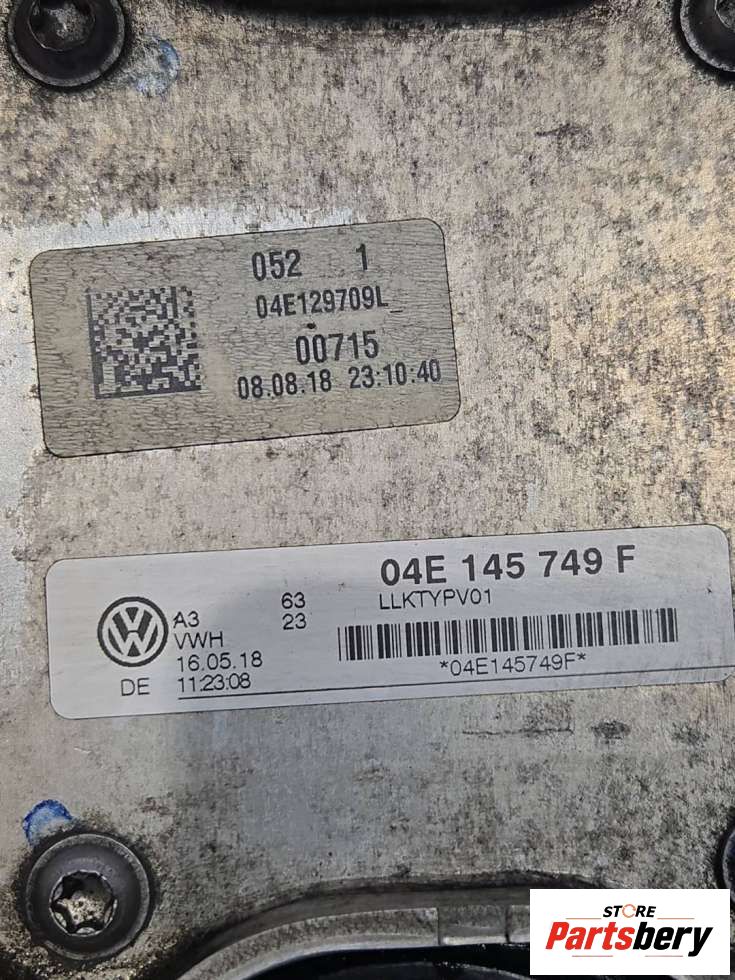 052 1
04E129709L_
00715
08.08.18 23:10:40
04E 145 749 F
A3 63 LLKTYPV01
VWH 23
16.05.18
*04E145749F*
DE 11:23:08
STORE
Partsbery